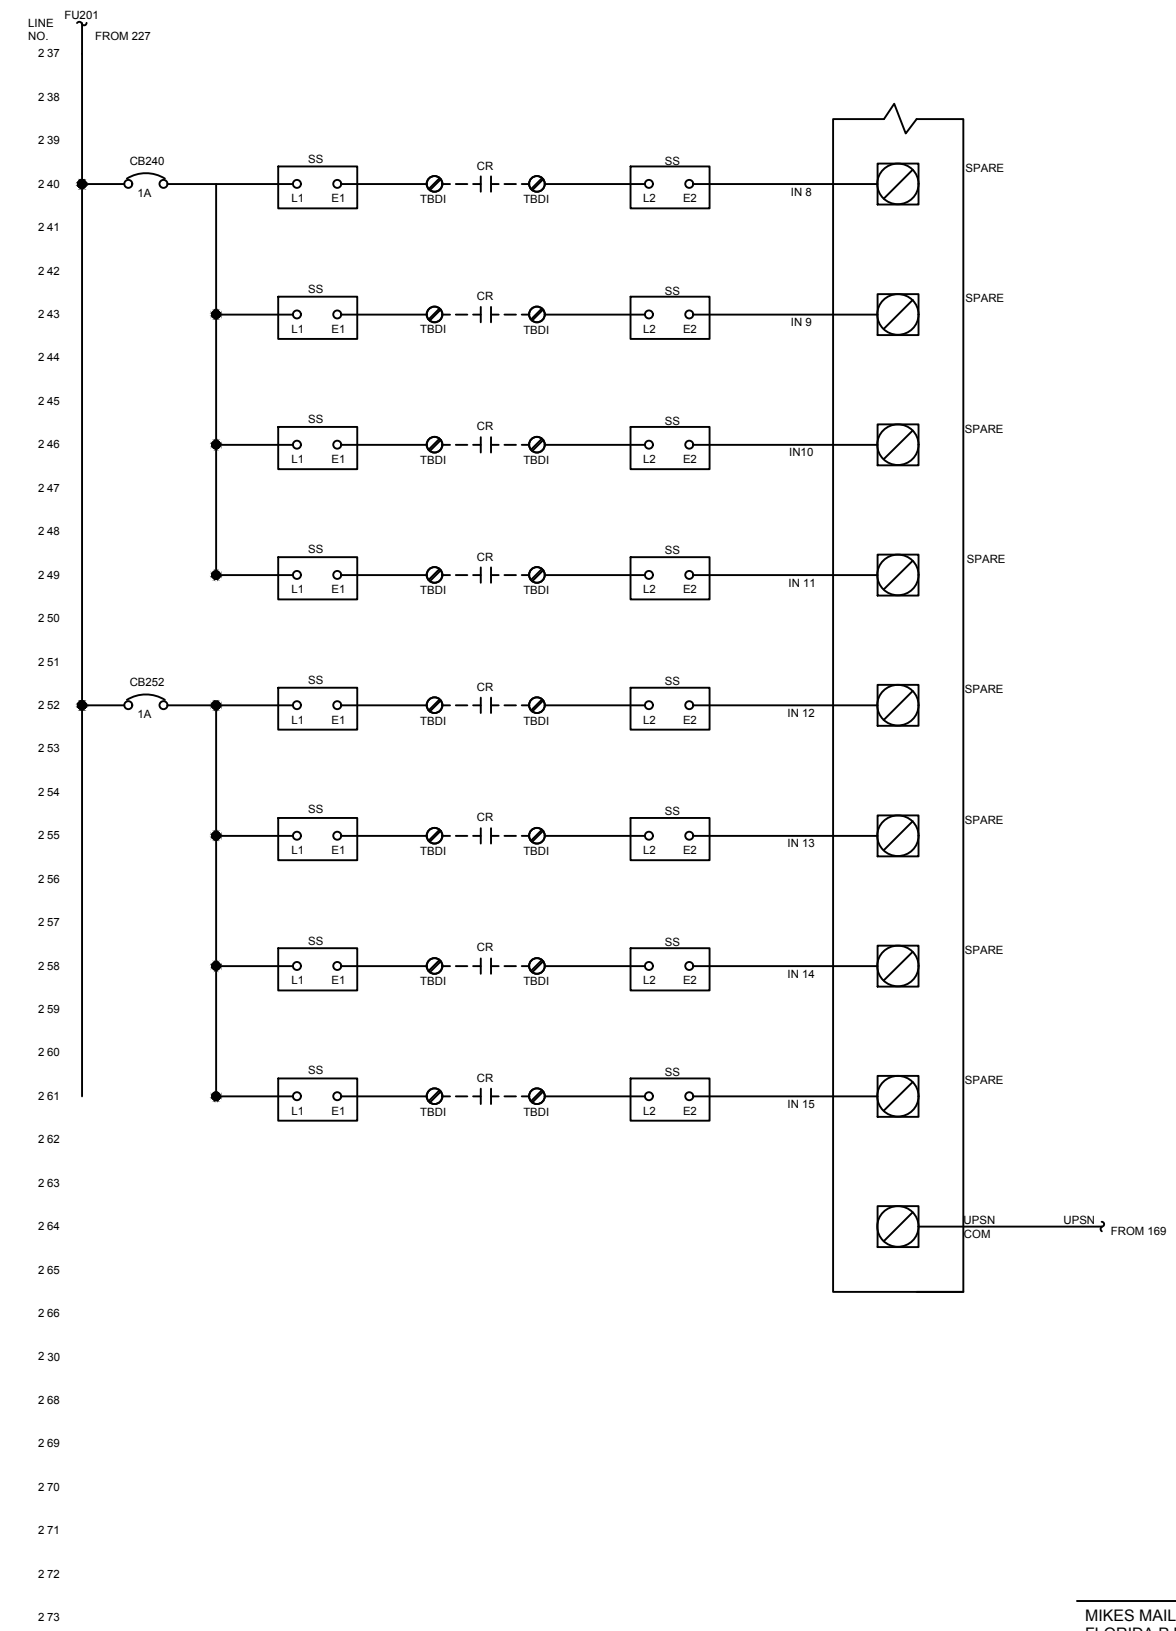 LINE NO. FU201 FROM 227
2 37
2 38
2 39
2 40 CB240 1A SS L1 E1 TBDI CR TBDI SS L2 E2 IN 8 SPARE
2 41
2 42
2 43 SS L1 E1 TBDI CR TBDI SS L2 E2 IN 9 SPARE
2 44
2 45
2 46 SS L1 E1 TBDI CR TBDI SS L2 E2 IN10 SPARE
2 47
2 48
2 49 SS L1 E1 TBDI CR TBDI SS L2 E2 IN 11 SPARE
2 50
2 51
2 52 CB252 1A SS L1 E1 TBDI CR TBDI SS L2 E2 IN 12 SPARE
2 53
2 54
2 55 SS L1 E1 TBDI CR TBDI SS L2 E2 IN 13 SPARE
2 56
2 57
2 58 SS L1 E1 TBDI CR TBDI SS L2 E2 IN 14 SPARE
2 59
2 60
2 61 SS L1 E1 TBDI CR TBDI SS L2 E2 IN 15 SPARE
2 62
2 63
2 64 UPSN COM UPSN FROM 169
2 65
2 66
2 30
2 68
2 69
2 70
2 71
2 72
2 73
MIKES MAIL